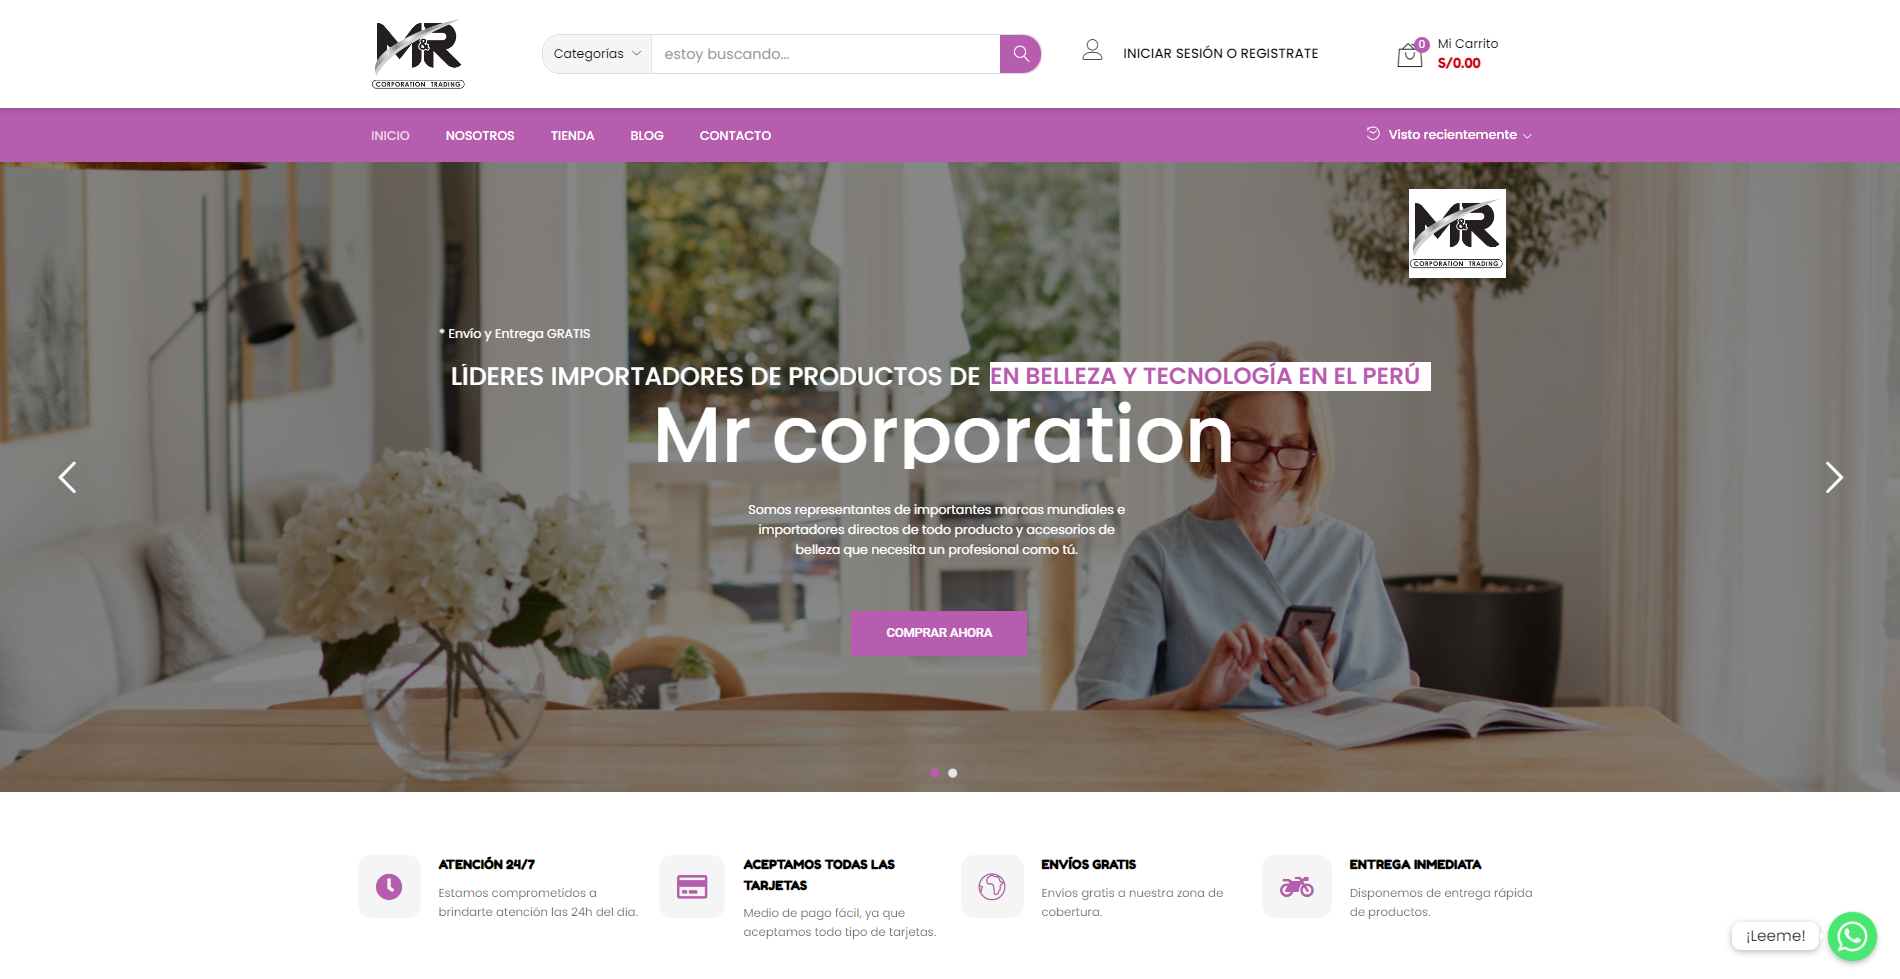 M&R
CORPORATION TRADING
Categorías
estoy buscando...
INICIAR SESIÓN O REGISTRATE
0
Mi Carrito
S/0.00
INICIO
NOSOTROS
TIENDA
BLOG
CONTACTO
Visto recientemente
M&R
CORPORATION TRADING
* Envío y Entrega GRATIS
LÍDERES IMPORTADORES DE PRODUCTOS DE EN BELLEZA Y TECNOLOGÍA EN EL PERÚ
Mr corporation
Somos representantes de importantes marcas mundiales e
importadores directos de todo producto y accesorios de
belleza que necesita un profesional como tú.
COMPRAR AHORA
ATENCIÓN 24/7
Estamos comprometidos a
brindarte atención las 24h del día.
ACEPTAMOS TODAS LAS
TARJETAS
Medio de pago fácil, ya que
aceptamos todo tipo de tarjetas.
ENVÍOS GRATIS
Envíos gratis a nuestra zona de
cobertura.
ENTREGA INMEDIATA
Disponemos de entrega rápida
de productos.
¡Leeme!